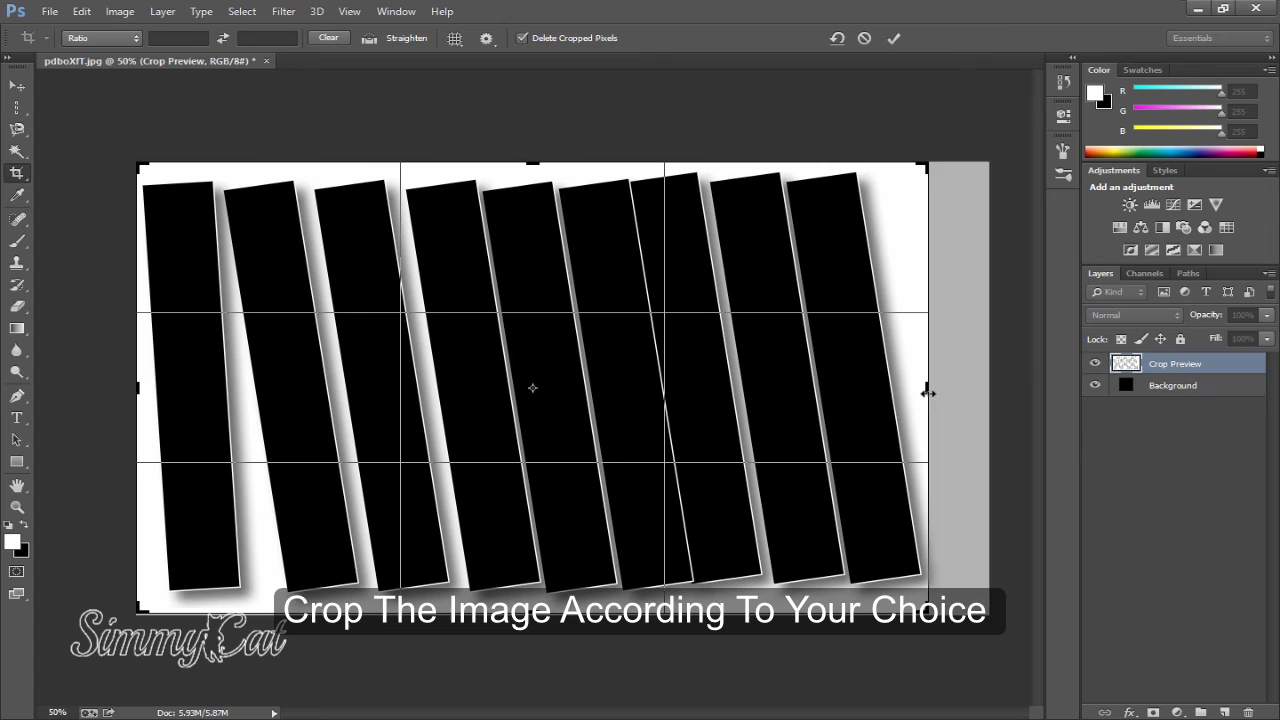 Ps File Edit Image Layer Type Select Filter 3D View Window Help
Ratio Clear Straighten Delete Cropped Pixels Essentials
pdboXfT.jpg @ 50% (Crop Preview, RGB/8#) * ×
Color Swatches
R 255
G 255
B 255
Adjustments Styles
Add an adjustment
Layers Channels Paths
Kind
Normal Opacity: 100%
Lock: Fill: 100%
Crop Preview
Background
Crop The Image According To Your Choice
SimmyCat
50% Doc: 5.93M/5.87M
fx